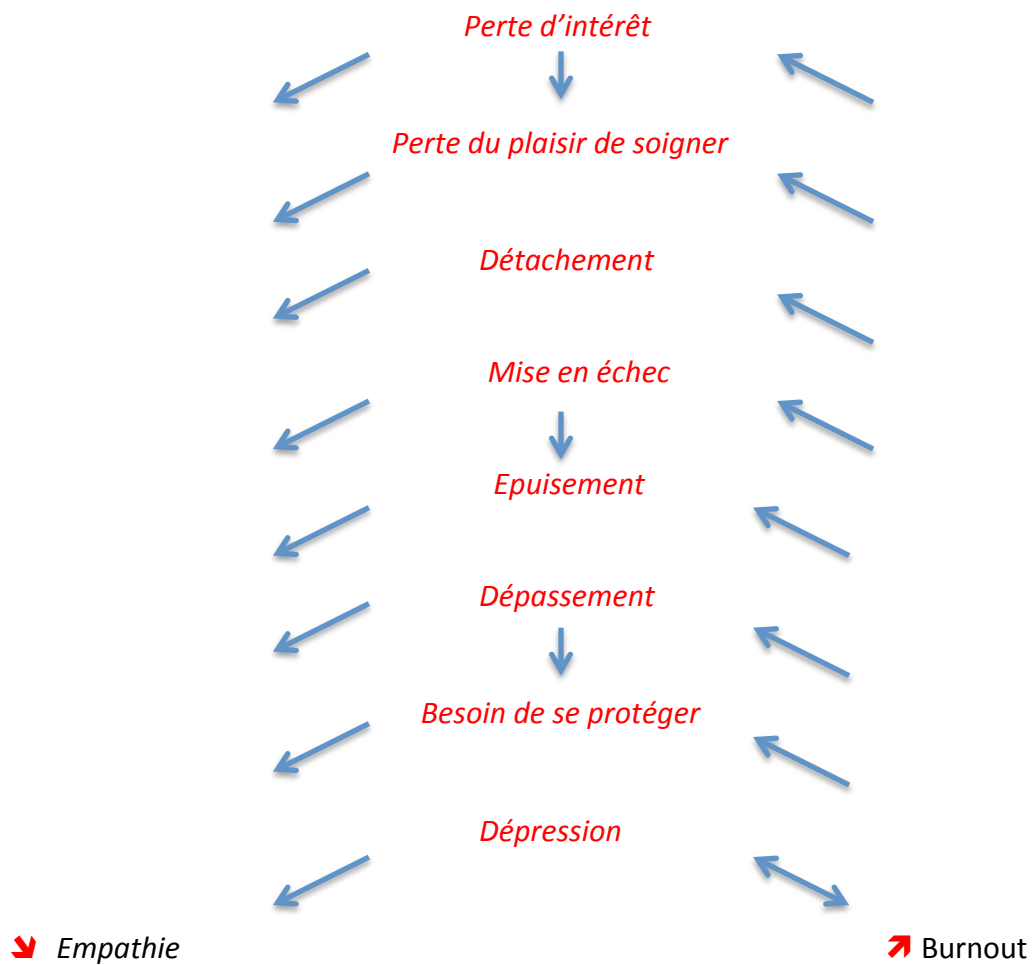 Perte d’intérêt
Perte du plaisir de soigner
Détachement
Mise en échec
Epuisement
Dépassement
Besoin de se protéger
Dépression
Empathie
Burnout